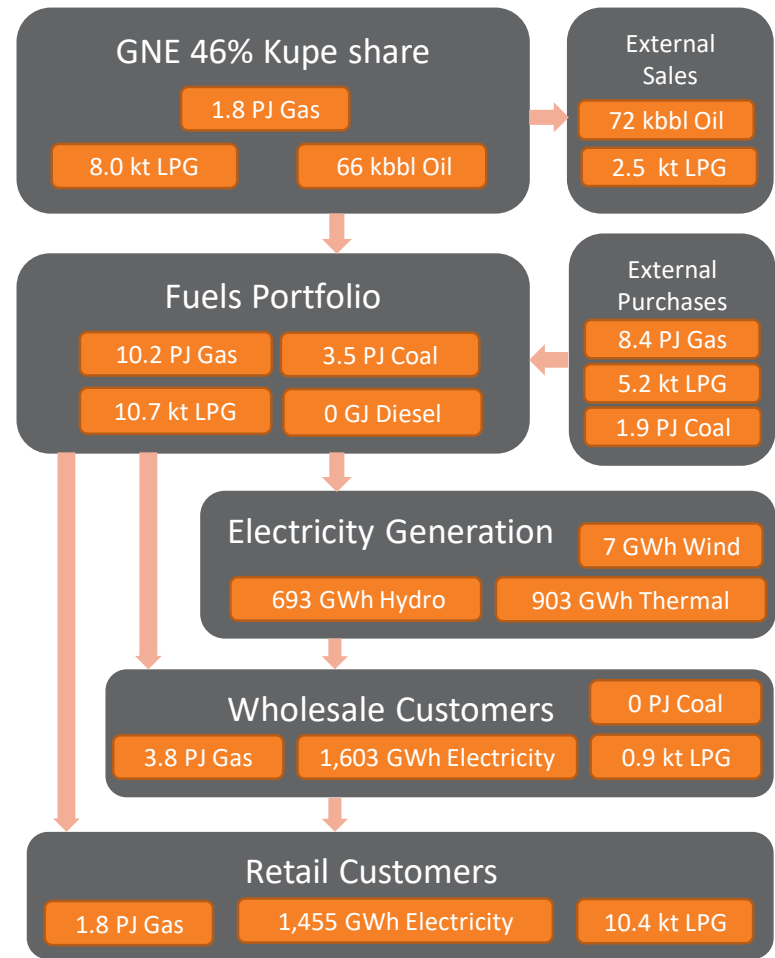 GNE 46% Kupe share
1.8 PJ Gas
8.0 kt LPG
66 kbbl Oil
External
Sales
72 kbbl Oil
2.5 kt LPG
Fuels Portfolio
10.2 PJ Gas
3.5 PJ Coal
10.7 kt LPG
0 GJ Diesel
External
Purchases
8.4 PJ Gas
5.2 kt LPG
1.9 PJ Coal
Electricity Generation
7 GWh Wind
693 GWh Hydro
903 GWh Thermal
Wholesale Customers
0 PJ Coal
3.8 PJ Gas
1,603 GWh Electricity
0.9 kt LPG
Retail Customers
1.8 PJ Gas
1,455 GWh Electricity
10.4 kt LPG